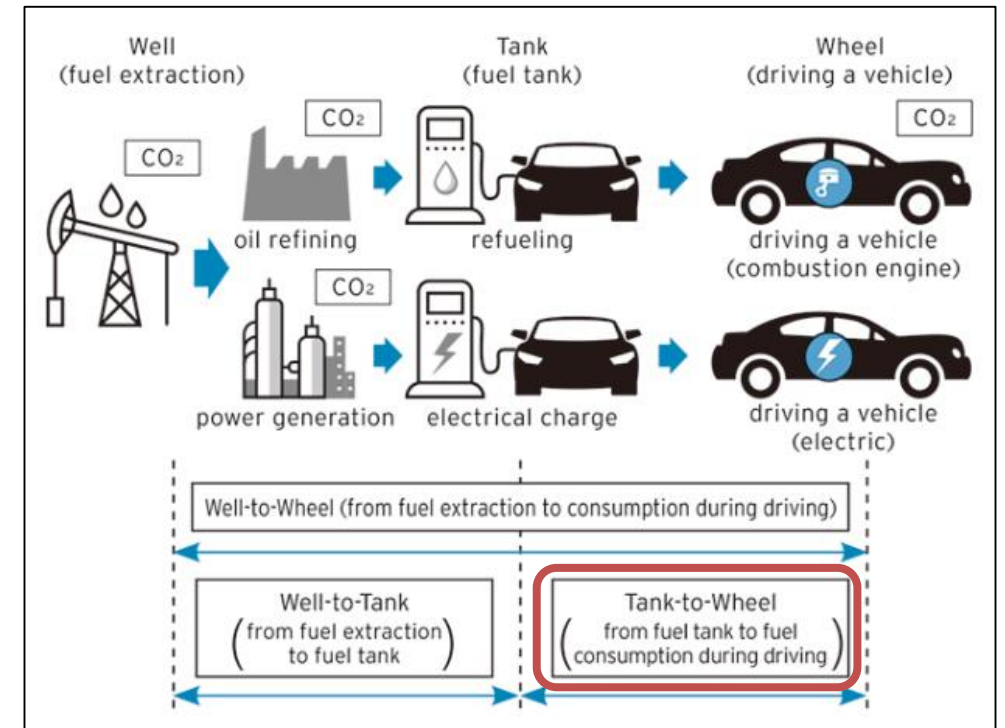 Well
(fuel extraction)
Tank
(fuel tank)
Wheel
(driving a vehicle)
CO₂
CO₂
CO₂
oil refining
refueling
driving a vehicle
(combustion engine)
CO₂
power generation
electrical charge
driving a vehicle
(electric)
Well-to-Wheel (from fuel extraction to consumption during driving)
Well-to-Tank
(from fuel extraction
to fuel tank)
Tank-to-Wheel
(from fuel tank to fuel
consumption during driving)